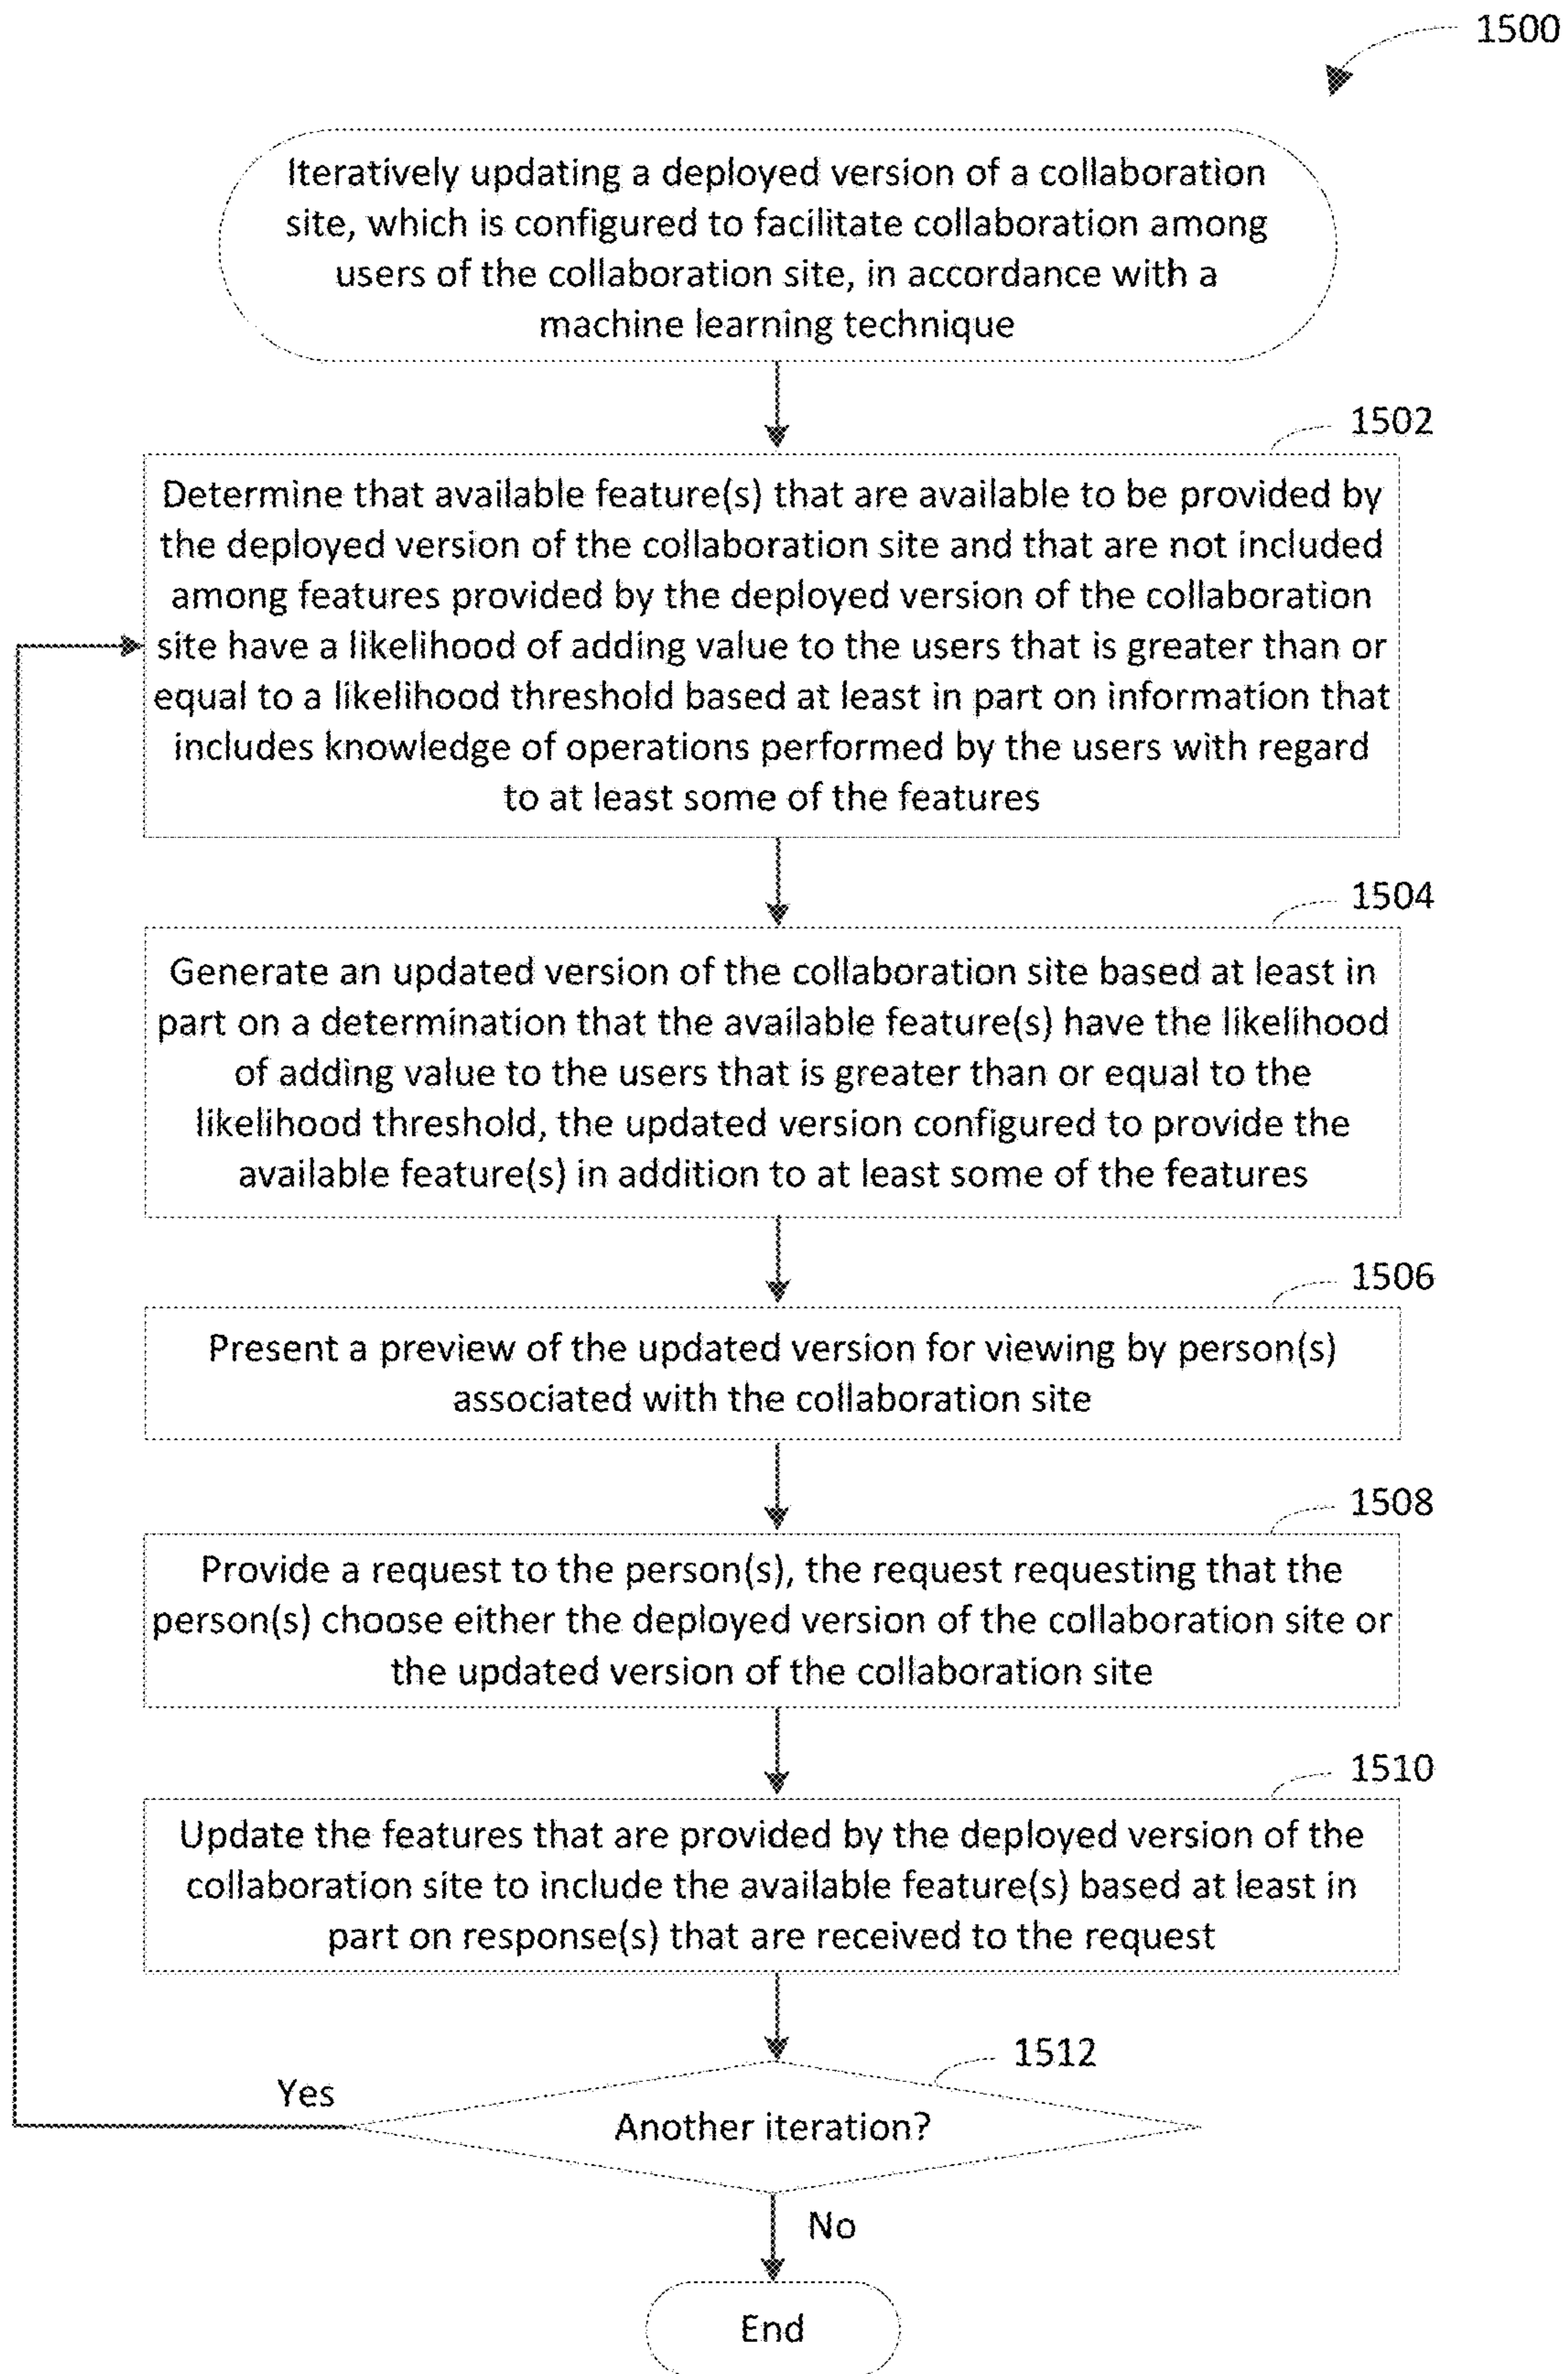 1500
Iteratively updating a deployed version of a collaboration
site, which is configured to facilitate collaboration among
users of the collaboration site, in accordance with a
machine learning technique
1502
Determine that available feature(s) that are available to be provided by
the deployed version of the collaboration site and that are not included
among features provided by the deployed version of the collaboration
site have a likelihood of adding value to the users that is greater than or
equal to a likelihood threshold based at least in part on information that
includes knowledge of operations performed by the users with regard
to at least some of the features
1504
Generate an updated version of the collaboration site based at least in
part on a determination that the available feature(s) have the likelihood
of adding value to the users that is greater than or equal to the
likelihood threshold, the updated version configured to provide the
available feature(s) in addition to at least some of the features
1506
Present a preview of the updated version for viewing by person(s)
associated with the collaboration site
1508
Provide a request to the person(s), the request requesting that the
person(s) choose either the deployed version of the collaboration site or
the updated version of the collaboration site
1510
Update the features that are provided by the deployed version of the
collaboration site to include the available feature(s) based at least in
part on response(s) that are received to the request
1512
Yes
Another iteration?
No
End